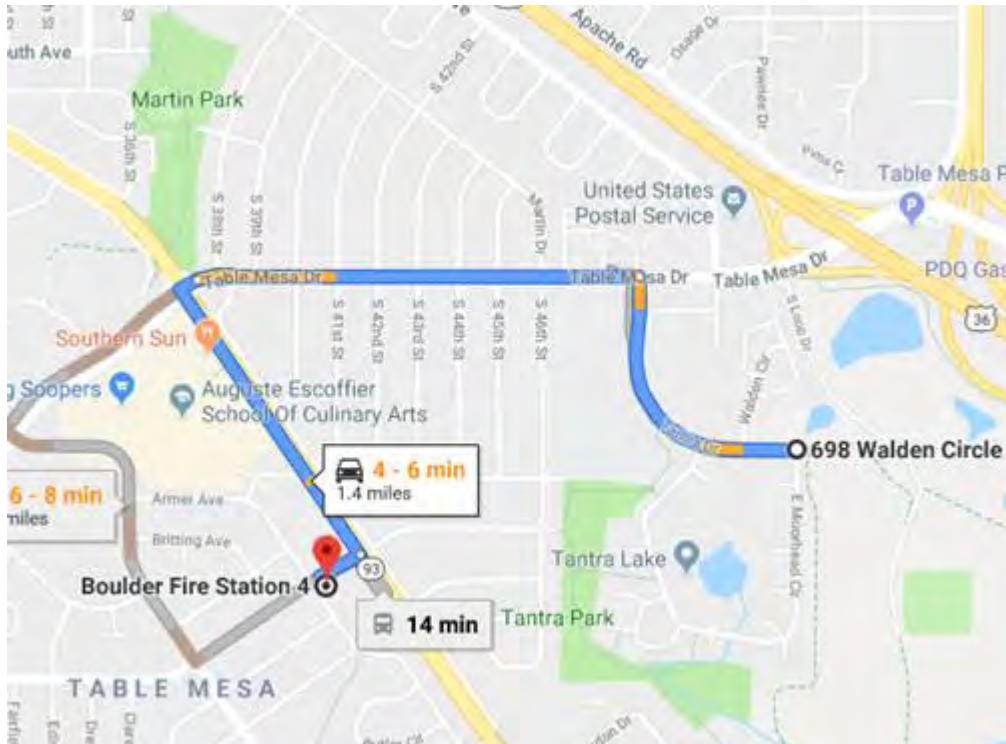 uth Ave
Martin Park
S 36th St
S 38th St
S 39th St
S 42nd St
Apache Rd
Osage Dr
Pawnee Dr
Pima Ct
Martin Dr
United States
Postal Service
Table Mesa P
P
Table Mesa Dr
Table Mesa Dr
Table Mesa Dr
PDQ Gas
36
S Loop Dr
Southern Sun
S 41st St
S 42nd St
S 43rd St
S 44th St
S 45th St
S 46th St
g Soopers
Auguste Escoffier
School Of Culinary Arts
Walden Cir
698 Walden Circle
4 - 6 min
1.4 miles
6 - 8 min
miles
Armer Ave
Britting Ave
E Moorhead Cir
Boulder Fire Station 4
93
Tantra Lake
14 min
Tantra Park
TABLE MESA